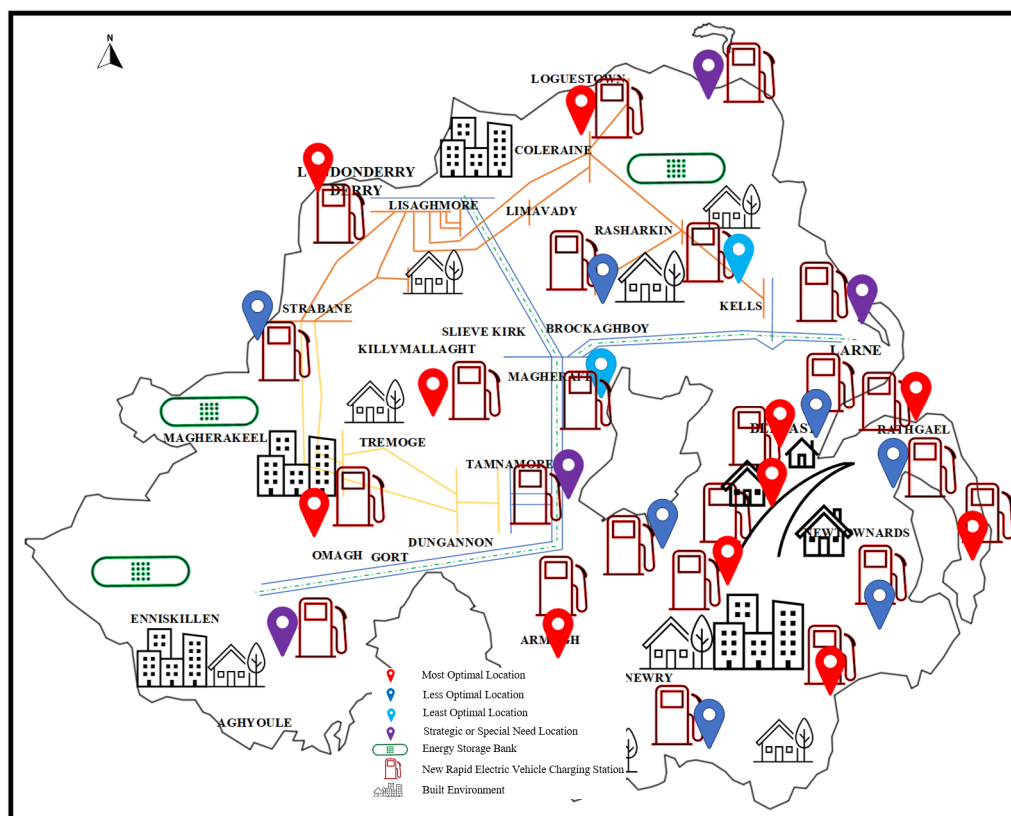 N
LOGUESTOWN
COLERAINE
LONDONDERRY
DERRY
LISAGHMORE
LIMAVADY
RASHARKIN
STRABANE
KELLS
SLIEVE KIRK
BROCKAGHBOY
KILLYMALLAGHT
LARNE
BELFAST
RATHGAEL
MAGHERAKEEL
TREMOGE
TAMNAMORE
NEWTOWNARDS
DUNGANNON
OMAGH
GORT
ENNISKILLEN
ARMAGH
NEWRY
AGHYOULE
Most Optimal Location
Less Optimal Location
Least Optimal Location
Strategic or Special Need Location
Energy Storage Bank
New Rapid Electric Vehicle Charging Station
Built Environment